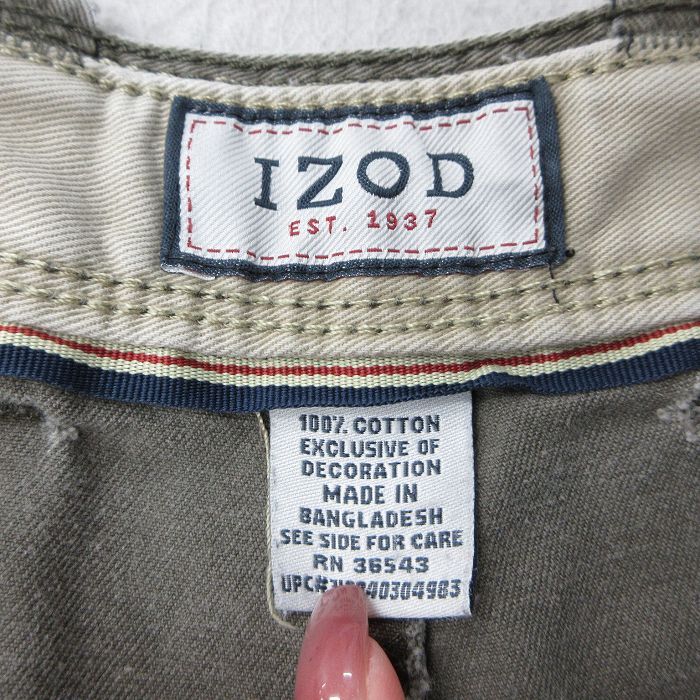 IZOD
EST. 1937
100% COTTON
EXCLUSIVE OF
DECORATION
MADE IN
BANGLADESH
SEE SIDE FOR CARE
RN 36543